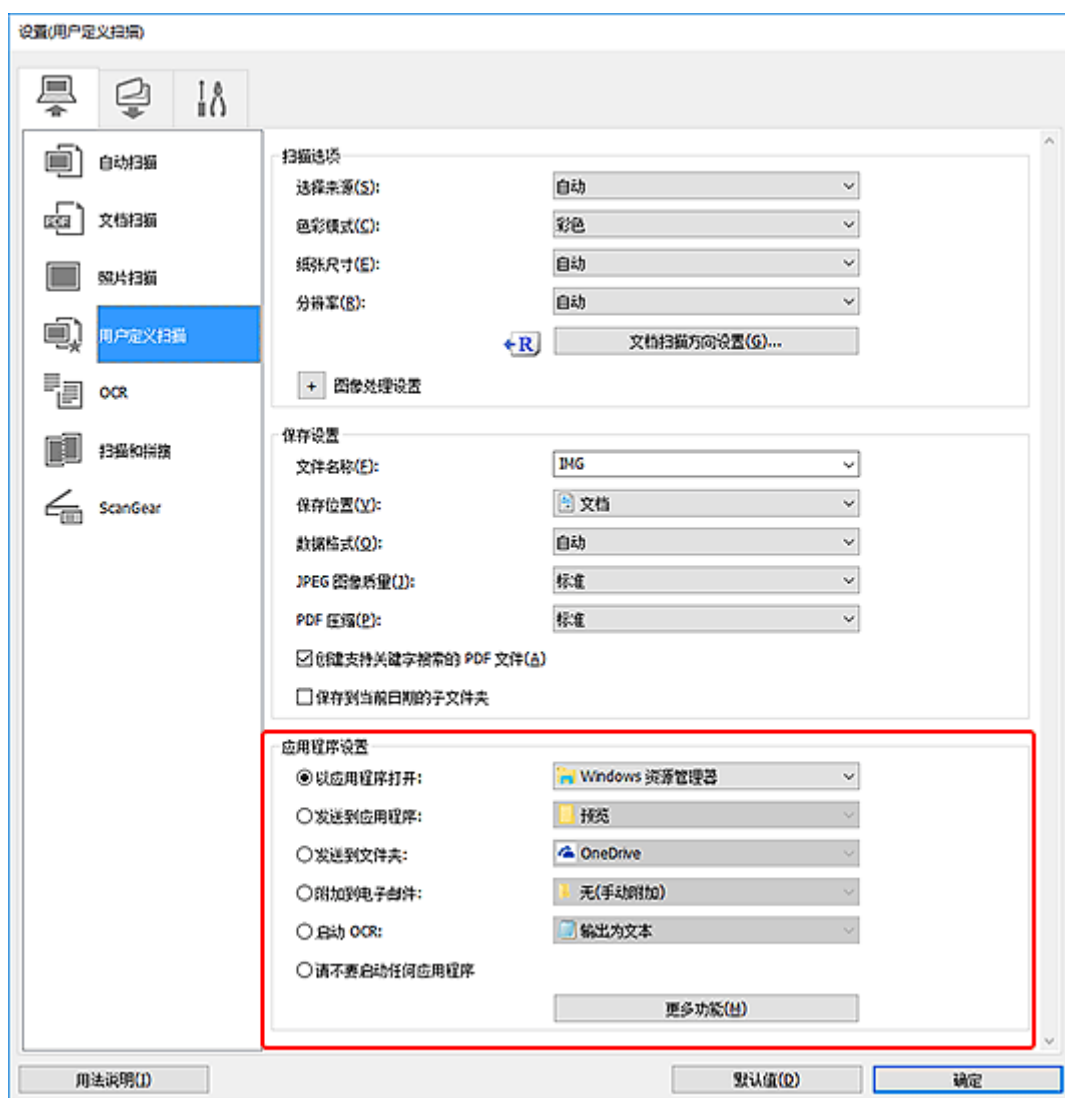 设置(用户定义扫描)
自动扫描
PDF
文档扫描
照片扫描
用户定义扫描
OCR
扫描和拼接
ScanGear
扫描选项
选择来源(S): 自动
色彩模式(C): 彩色
纸张尺寸(E): 自动
分辨率(R): 自动
R 文档扫描方向设置(G)...
+ 图像处理设置
保存设置
文件名称(F): IMG
保存位置(V): 文档
数据格式(O): 自动
JPEG 图像质量(J): 标准
PDF 压缩(P): 标准
创建支持关键字搜索的 PDF 文件(A)
保存到当前日期的子文件夹
应用程序设置
以应用程序打开: Windows 资源管理器
发送到应用程序: 预览
发送到文件夹: OneDrive
附加到电子邮件: 无(手动附加)
启动 OCR: 输出为文本
请不要启动任何应用程序
更多功能(H)
用法说明(I) 默认值(D) 确定